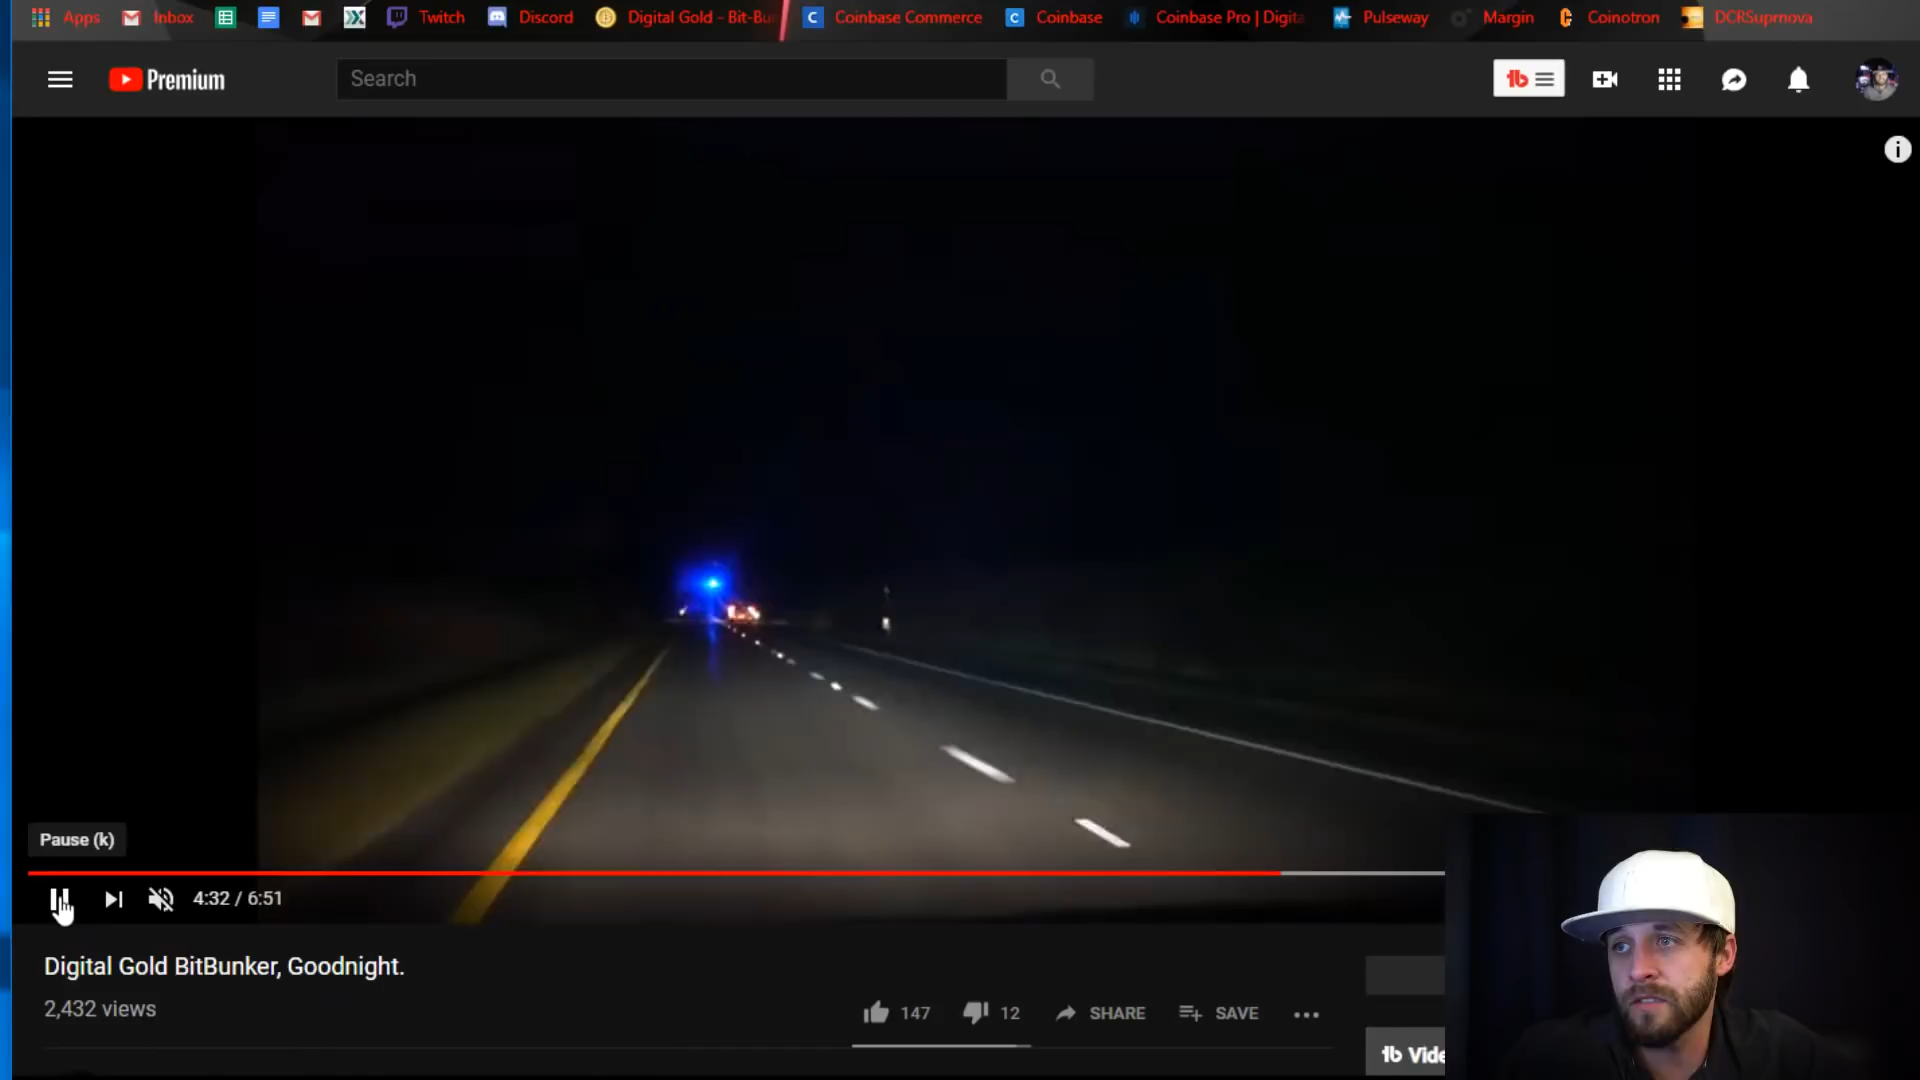 Apps Inbox Twitch Discord Digital Gold - Bit-Bu Coinbase Commerce Coinbase Coinbase Pro | Digita Pulseway Margin Coinotron DCRSuprnova
Premium Search
Pause (k)
4:32 / 6:51
Digital Gold BitBunker, Goodnight.
2,432 views
147 12 SHARE SAVE
Vide